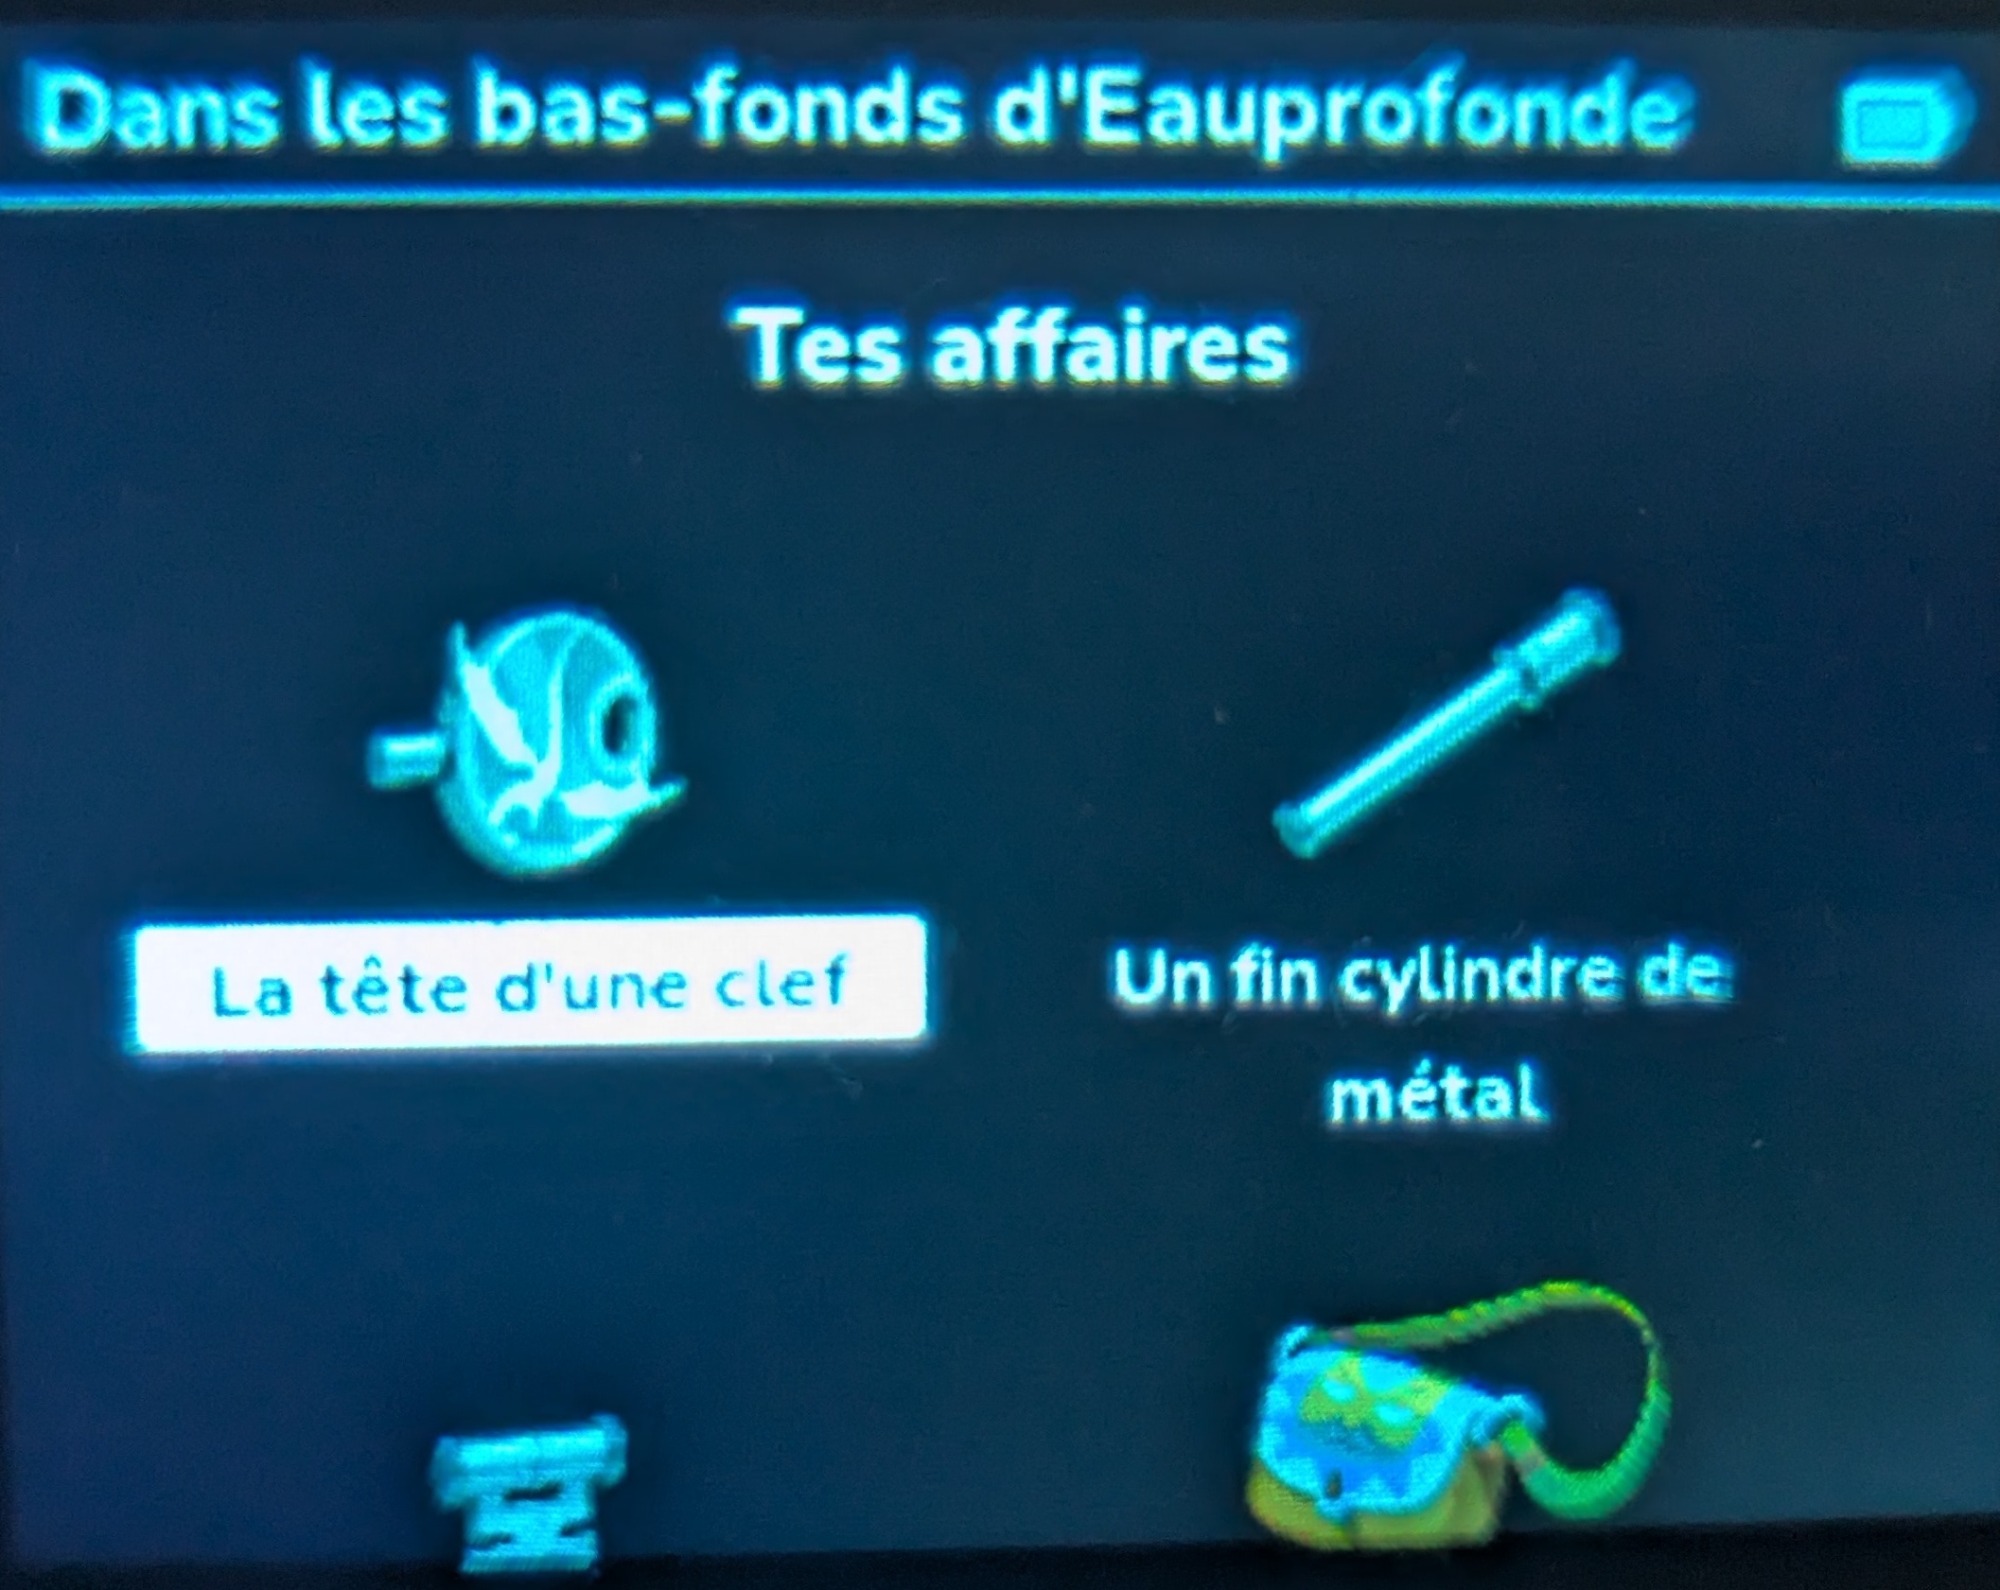 Dans les bas-fonds d'Eauprofonde
Tes affaires
La tête d'une clef
Un fin cylindre de
métal